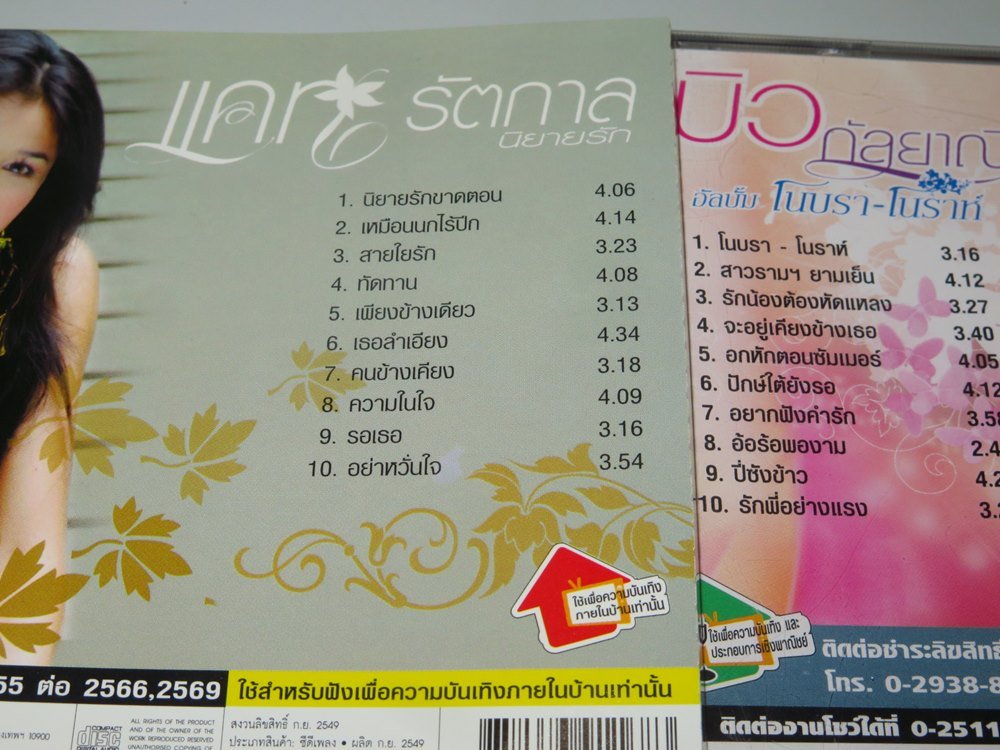 แคท รัตกาล
นิยายรัก
1. นิยายรักขาดตอน 4.06
2. เหมือนนกไร้ปีก 4.14
3. สายใยรัก 3.23
4. ทัดทาน 4.08
5. เพียงข้างเดียว 3.13
6. เธอลำเอียง 4.34
7. คนข้างเคียง 3.18
8. ความในใจ 4.09
9. รอเธอ 3.16
10. อย่าหวั่นใจ 3.54
ใช้เพื่อความบันเทิง
ภายในบ้านเท่านั้น
55 ต่อ 2566,2569
ใช้สำหรับฟังเพื่อความบันเทิงภายในบ้านเท่านั้น
10900
COMPACT
disc
DIGITAL AUDIO
ALL RIGHTS OF THE PRODUCT
AND OF THE OWNER OF THE
WORK REPRODUCED RESERVED
UNAUTHORISED COPYING OF
สงวนลิขสิทธิ์ ก.ย. 2549
ประเภทสินค้า: ซีดีเพลง • ผลิต ก.ย. 2549
บิว
กัลยาณี
อัลบั้ม โนบรา-โนราห์
1. โนบรา - โนราห์ 3.16
2. สาวรามฯ ยามเย็น 4.12
3. รักน้องต้องหัดแหลง 3.27
4. จะอยู่เคียงข้างเธอ 3.40
5. อกหักตอนซัมเมอร์ 4.05
6. ปักษ์ใต้ยังรอ 4.12
7. อยากฟังคำรัก 3.58
8. อ้อร้อพองาม 2.4
9. ปี่ซังข้าว 4.2
10. รักพี่อย่างแรง 3.2
ใช้เพื่อความบันเทิง และ
ประกอบการเชิงพาณิชย์
ติดต่อชำระลิขสิทธิ์
โทร. 0-2938-8
ติดต่องานโชว์ได้ที่ 0-2511